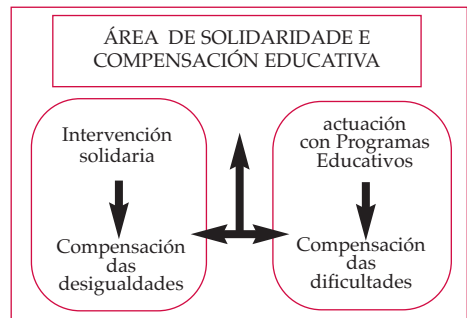 ÁREA DE SOLIDARIDADE E
COMPENSACIÓN EDUCATIVA
Intervención
solidaria
Compensación
das
desigualdades
actuación
con Programas
Educativos
Compensación
das
dificultades